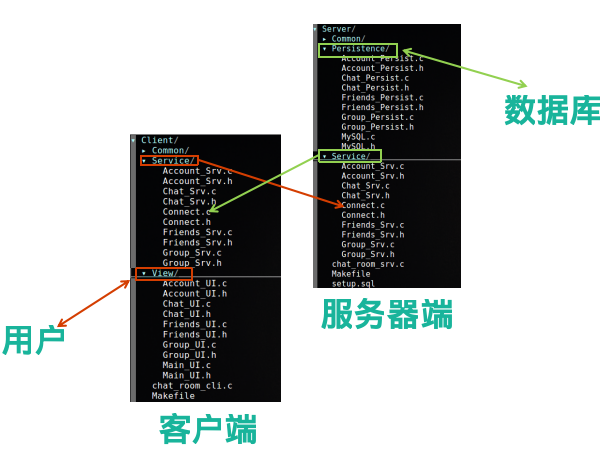 Server/
▸ Common/
▾ Persistence/
Account_Persist.c
Account_Persist.h
Chat_Persist.c
Chat_Persist.h
Friends_Persist.c
Friends_Persist.h
Group_Persist.c
Group_Persist.h
MySQL.c
MySQL.h
▾ Service/
Account_Srv.c
Account_Srv.h
Chat_Srv.c
Chat_Srv.h
Connect.c
Connect.h
Friends_Srv.c
Friends_Srv.h
Group_Srv.c
Group_Srv.h
chat_room_srv.c
Makefile
setup.sql
服务器端
数据库
Client/
▸ Common/
▾ Service/
Account_Srv.c
Account_Srv.h
Chat_Srv.c
Chat_Srv.h
Connect.c
Connect.h
Friends_Srv.c
Friends_Srv.h
Group_Srv.c
Group_Srv.h
▾ View/
Account_UI.c
Account_UI.h
Chat_UI.c
Chat_UI.h
Friends_UI.c
Friends_UI.h
Group_UI.c
Group_UI.h
Main_UI.c
Main_UI.h
chat_room_cli.c
Makefile
用户
客户端